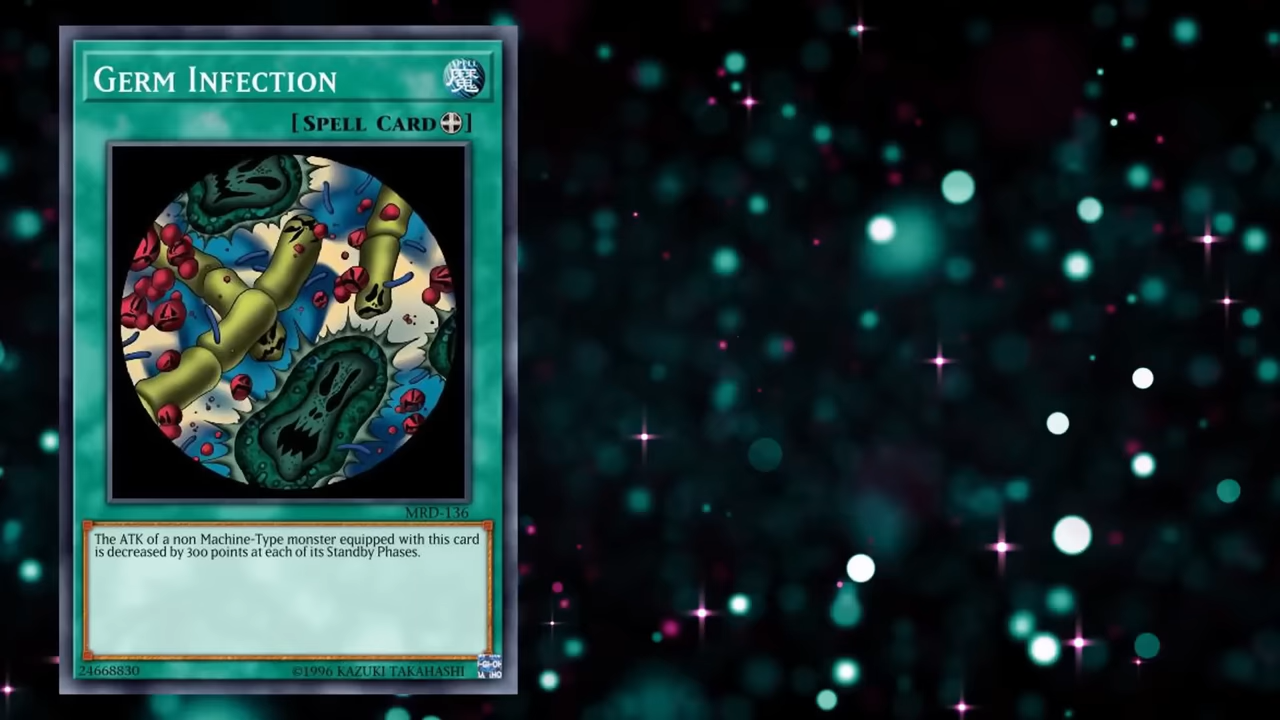 GERM INFECTION
SPELL
魔
[SPELL CARD]
MRD-136
The ATK of a non Machine-Type monster equipped with this card
is decreased by 300 points at each of its Standby Phases.
24668830
©1996 KAZUKI TAKAHASHI